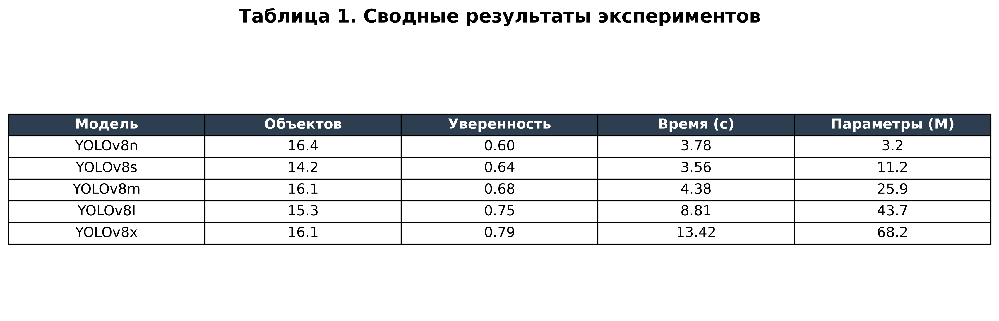 Таблица 1. Сводные результаты экспериментов
Модель Объектов Уверенность Время (с) Параметры (М)
YOLOv8n 16.4 0.60 3.78 3.2
YOLOv8s 14.2 0.64 3.56 11.2
YOLOv8m 16.1 0.68 4.38 25.9
YOLOv8l 15.3 0.75 8.81 43.7
YOLOv8x 16.1 0.79 13.42 68.2